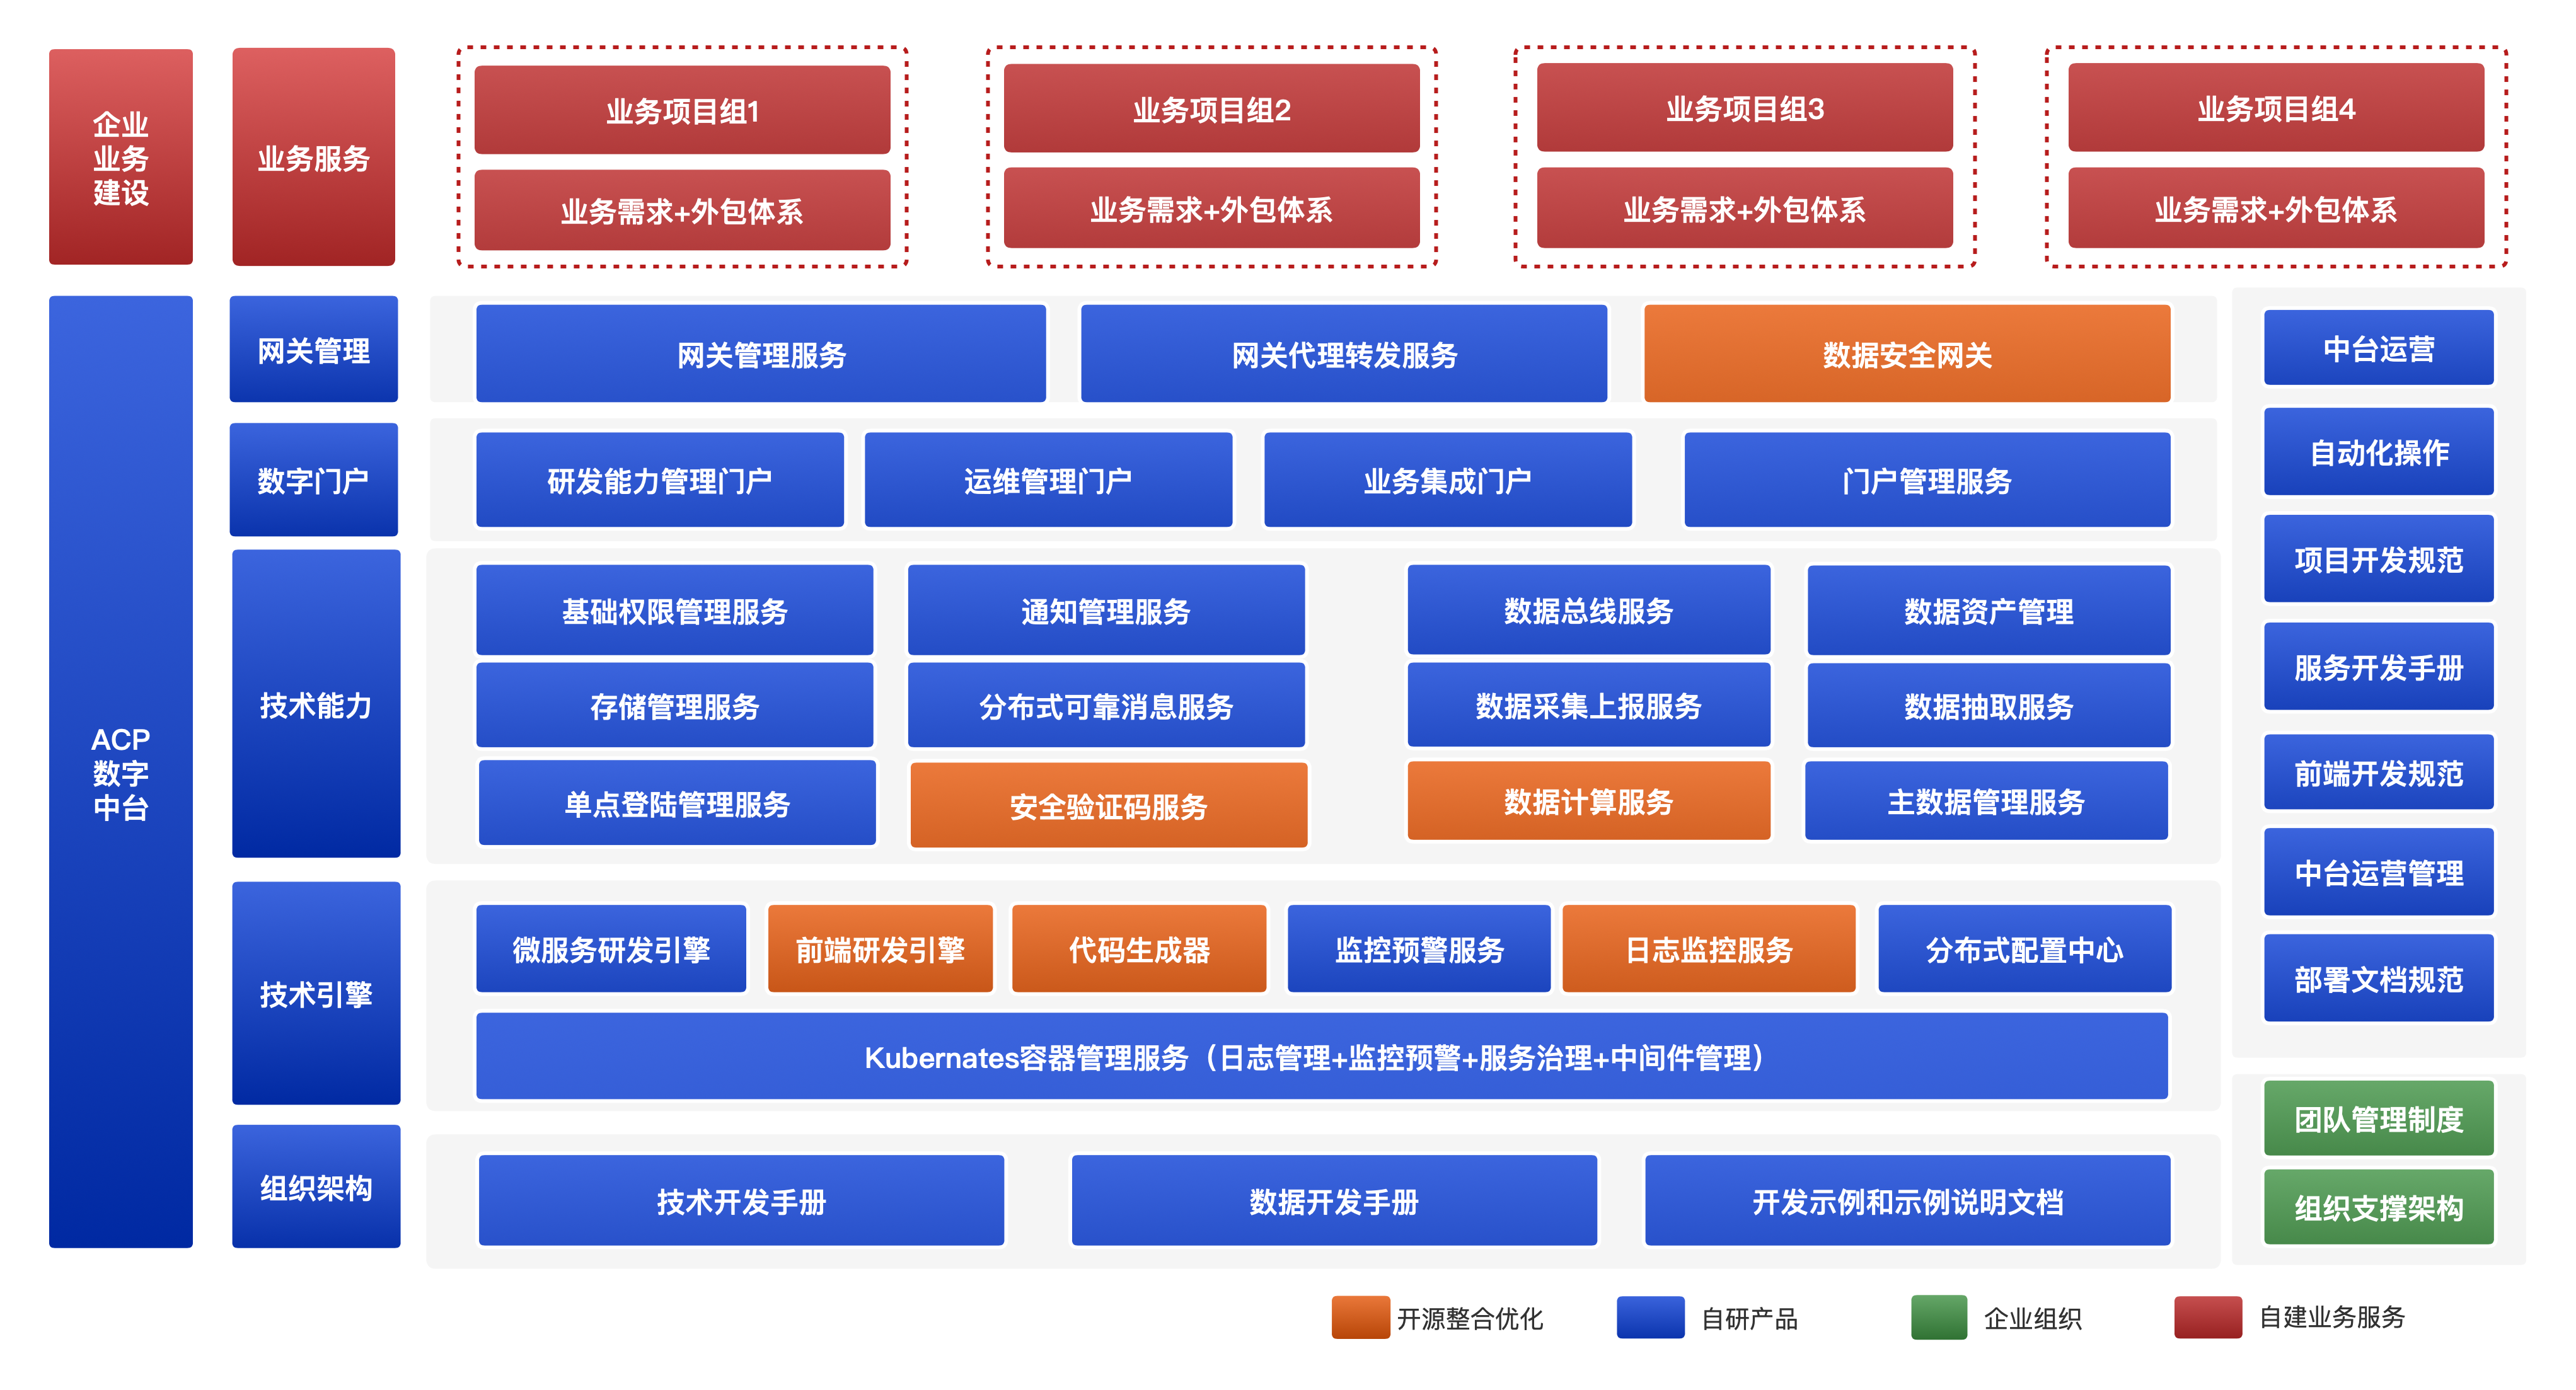 企业
业务
建设
业务服务
业务项目组1
业务需求+外包体系
业务项目组2
业务需求+外包体系
业务项目组3
业务需求+外包体系
业务项目组4
业务需求+外包体系
ACP
数字
中台
网关管理
网关管理服务
网关代理转发服务
数据安全网关
数字门户
研发能力管理门户
运维管理门户
业务集成门户
门户管理服务
技术能力
基础权限管理服务
通知管理服务
数据总线服务
数据资产管理
存储管理服务
分布式可靠消息服务
数据采集上报服务
数据抽取服务
单点登陆管理服务
安全验证码服务
数据计算服务
主数据管理服务
技术引擎
微服务研发引擎
前端研发引擎
代码生成器
监控预警服务
日志监控服务
分布式配置中心
Kubernates容器管理服务（日志管理+监控预警+服务治理+中间件管理）
组织架构
技术开发手册
数据开发手册
开发示例和示例说明文档
中台运营
自动化操作
项目开发规范
服务开发手册
前端开发规范
中台运营管理
部署文档规范
团队管理制度
组织支撑架构
开源整合优化
自研产品
企业组织
自建业务服务